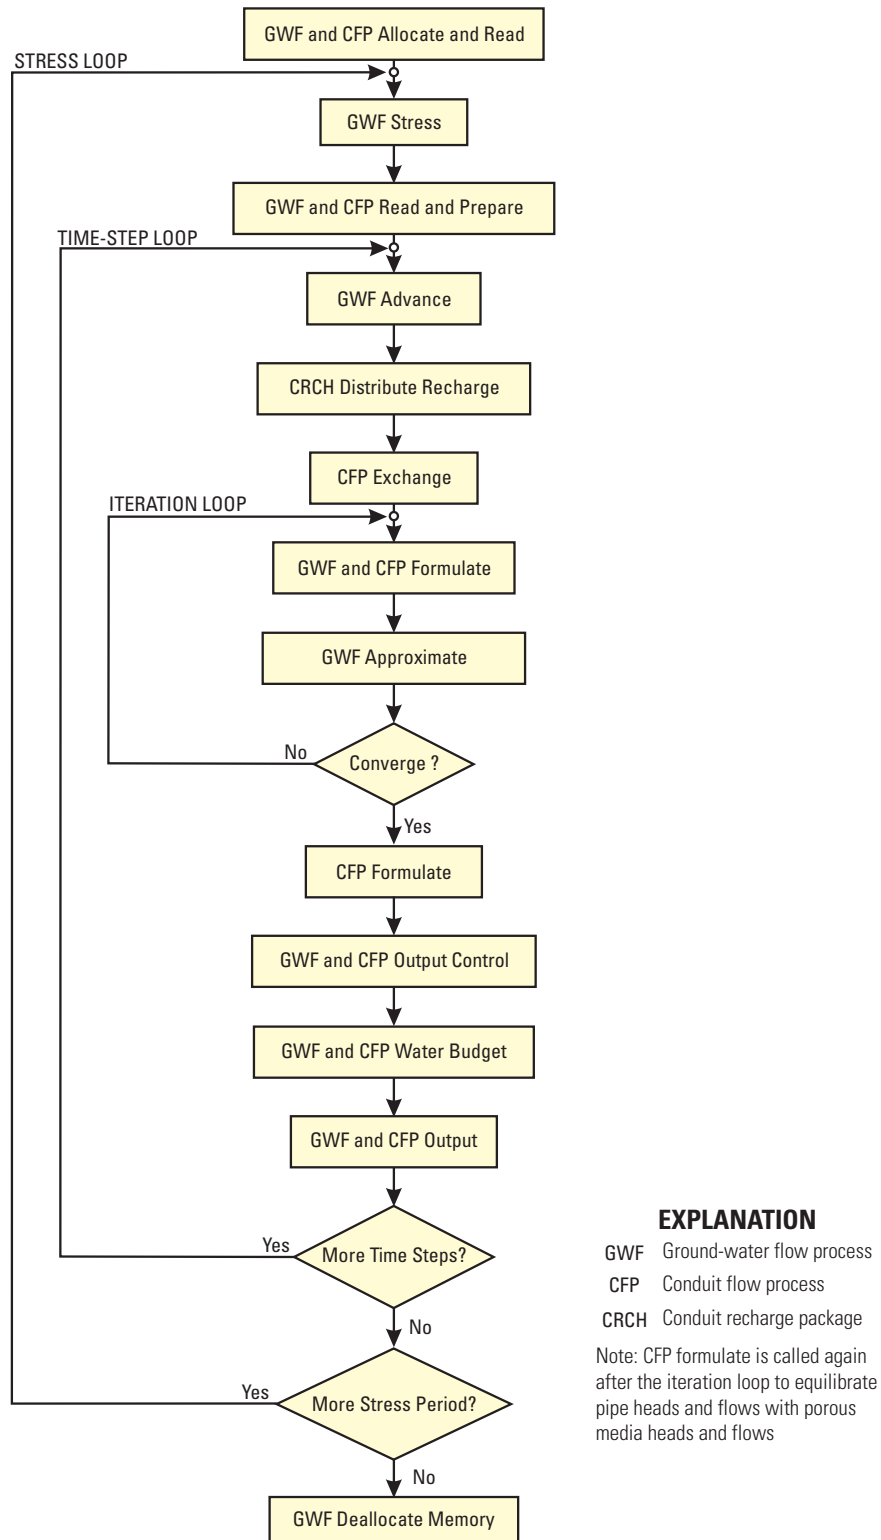 GWF and CFP Allocate and Read
STRESS LOOP
GWF Stress
GWF and CFP Read and Prepare
TIME-STEP LOOP
GWF Advance
CRCH Distribute Recharge
CFP Exchange
ITERATION LOOP
GWF and CFP Formulate
GWF Approximate
No
Converge ?
Yes
CFP Formulate
GWF and CFP Output Control
GWF and CFP Water Budget
GWF and CFP Output
Yes
More Time Steps?
No
Yes
More Stress Period?
No
GWF Deallocate Memory
EXPLANATION
GWF Ground-water flow process
CFP Conduit flow process
CRCH Conduit recharge package
Note: CFP formulate is called again
after the iteration loop to equilibrate
pipe heads and flows with porous
media heads and flows